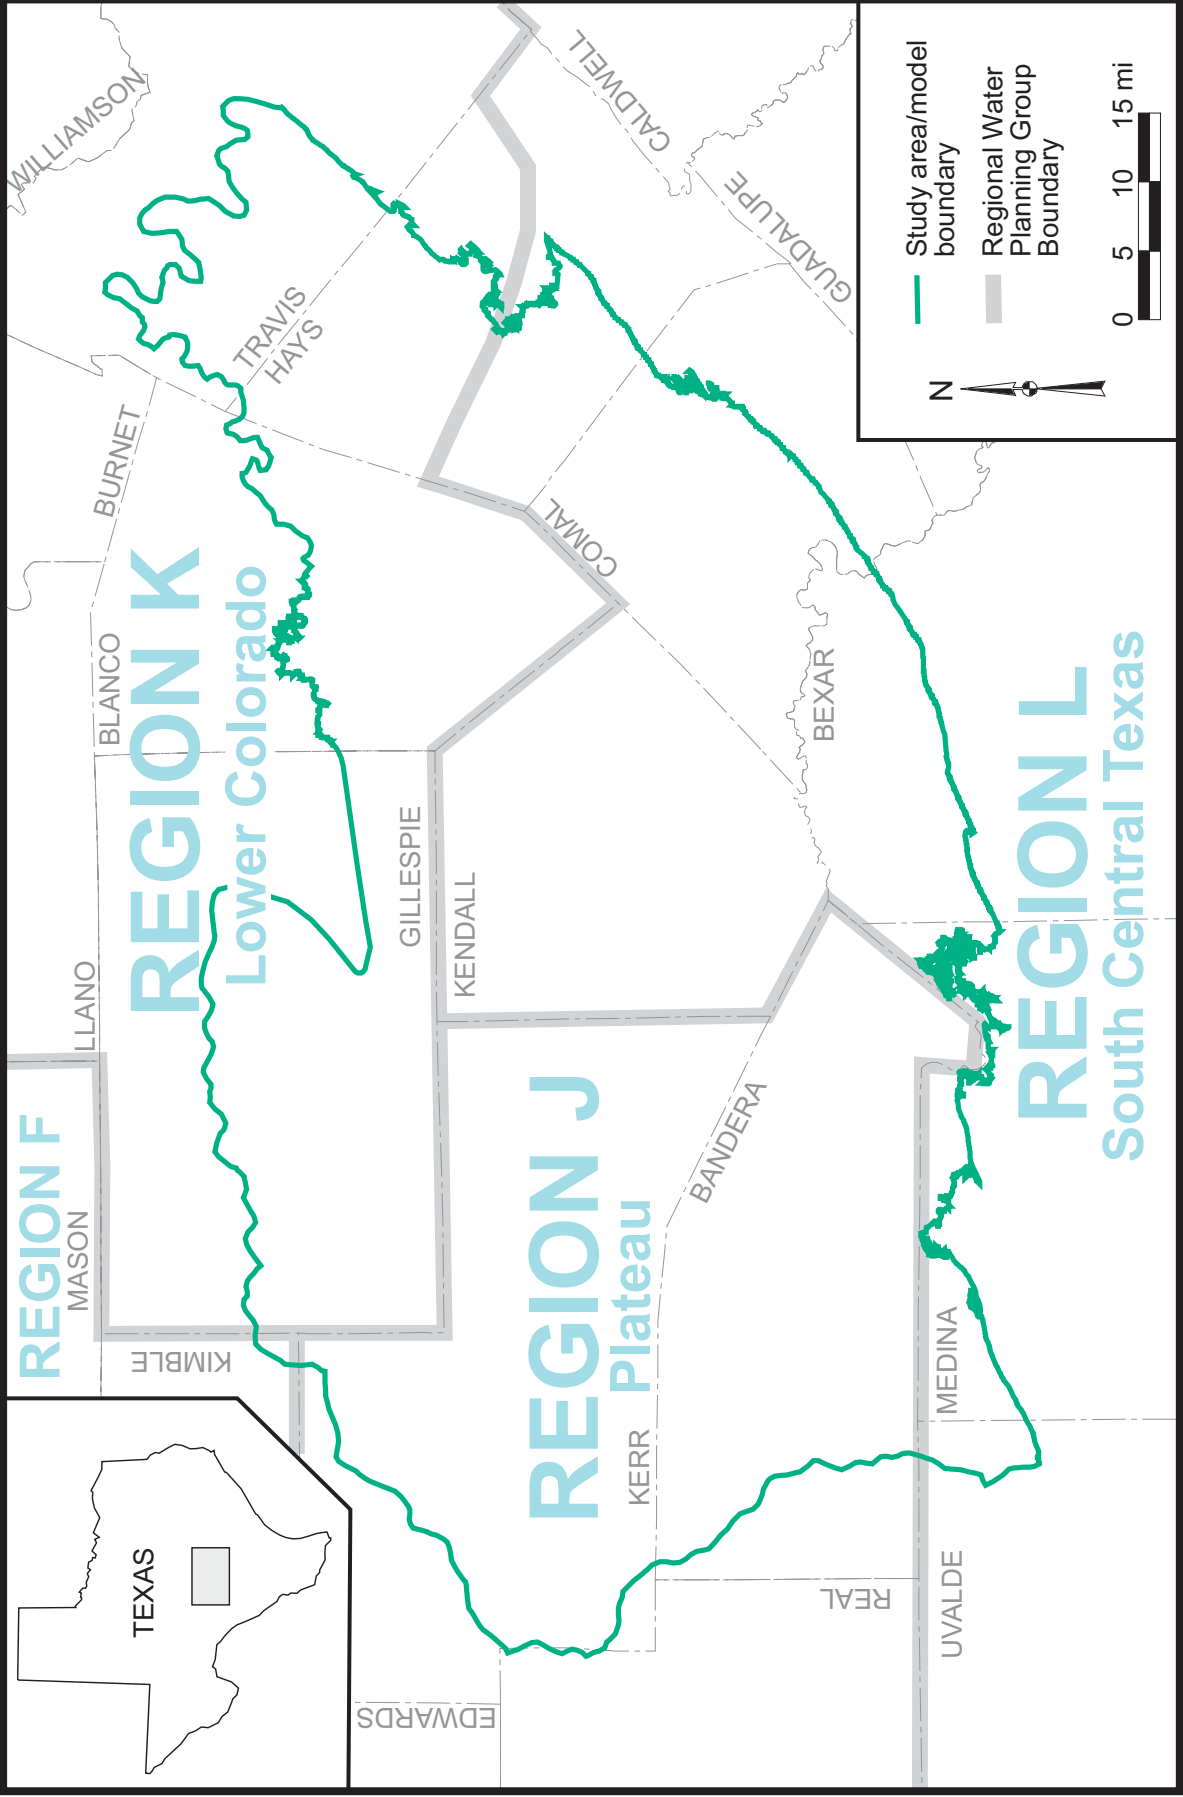 TEXAS
REGION F
MASON
LLANO
BLANCO
BURNET
WILLIAMSON
KIMBLE
REGION K
Lower Colorado
TRAVIS
HAYS
GILLESPIE
KENDALL
EDWARDS
REGION J
Plateau
KERR
BANDERA
COMAL
CALDWELL
GUADALUPE
REAL
BEXAR
UVALDE
MEDINA
REGION L
South Central Texas
N
Study area/model
boundary
Regional Water
Planning Group
Boundary
0 5 10 15 mi